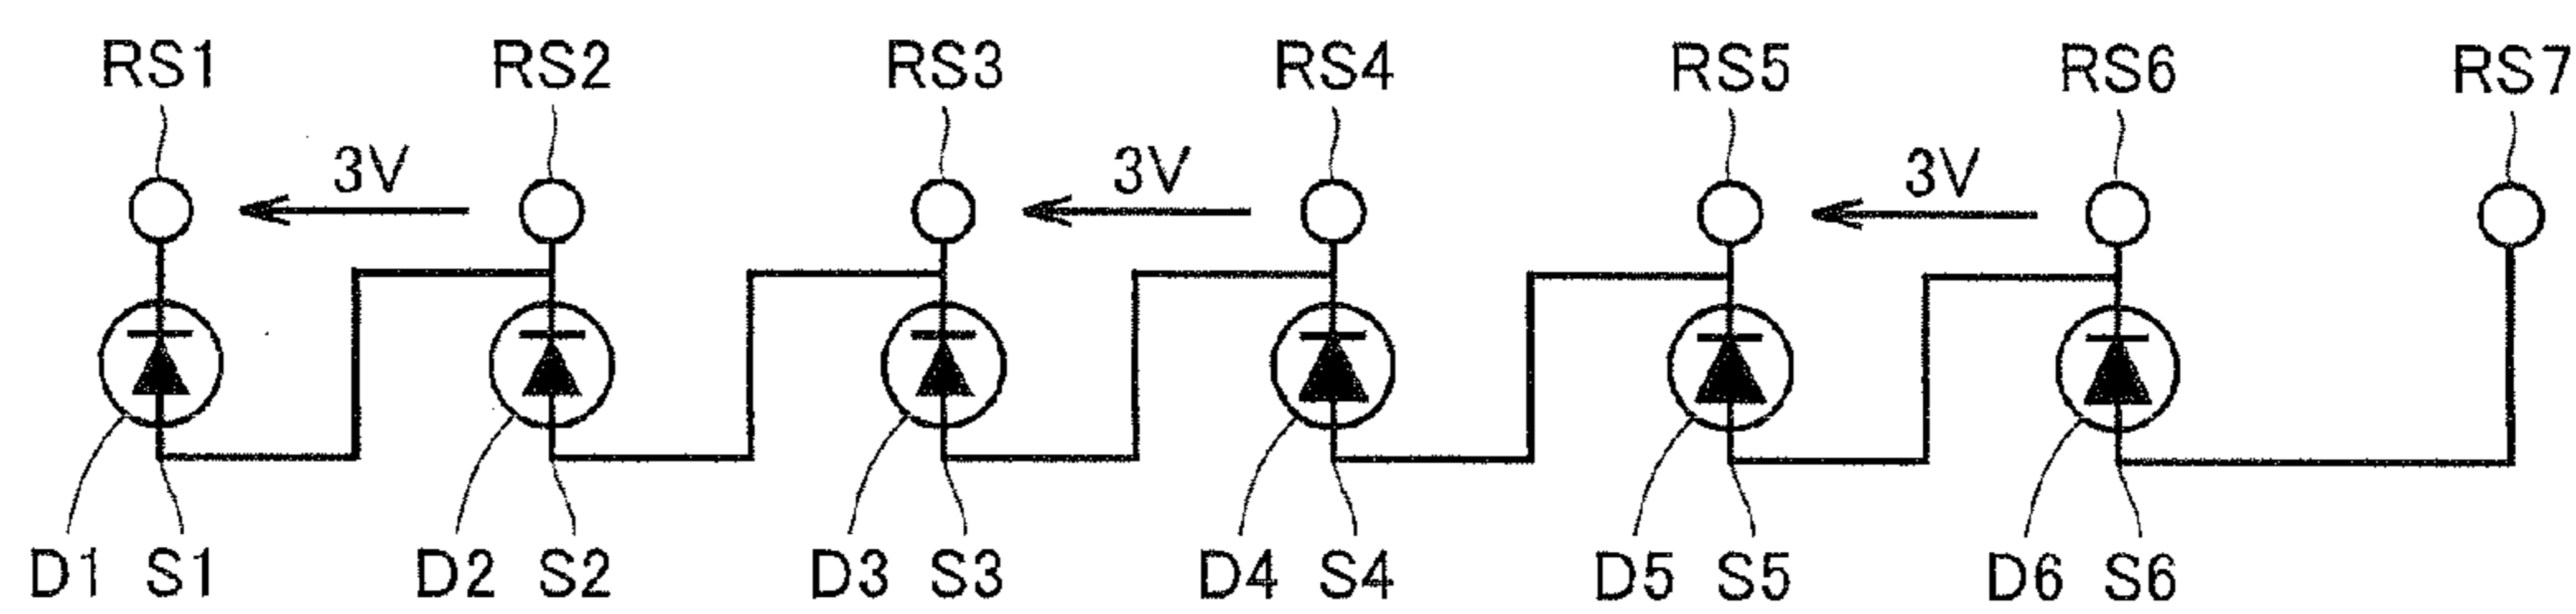 RS1 RS2 RS3 RS4 RS5 RS6 RS7
3V 3V 3V
D1 S1 D2 S2 D3 S3 D4 S4 D5 S5 D6 S6